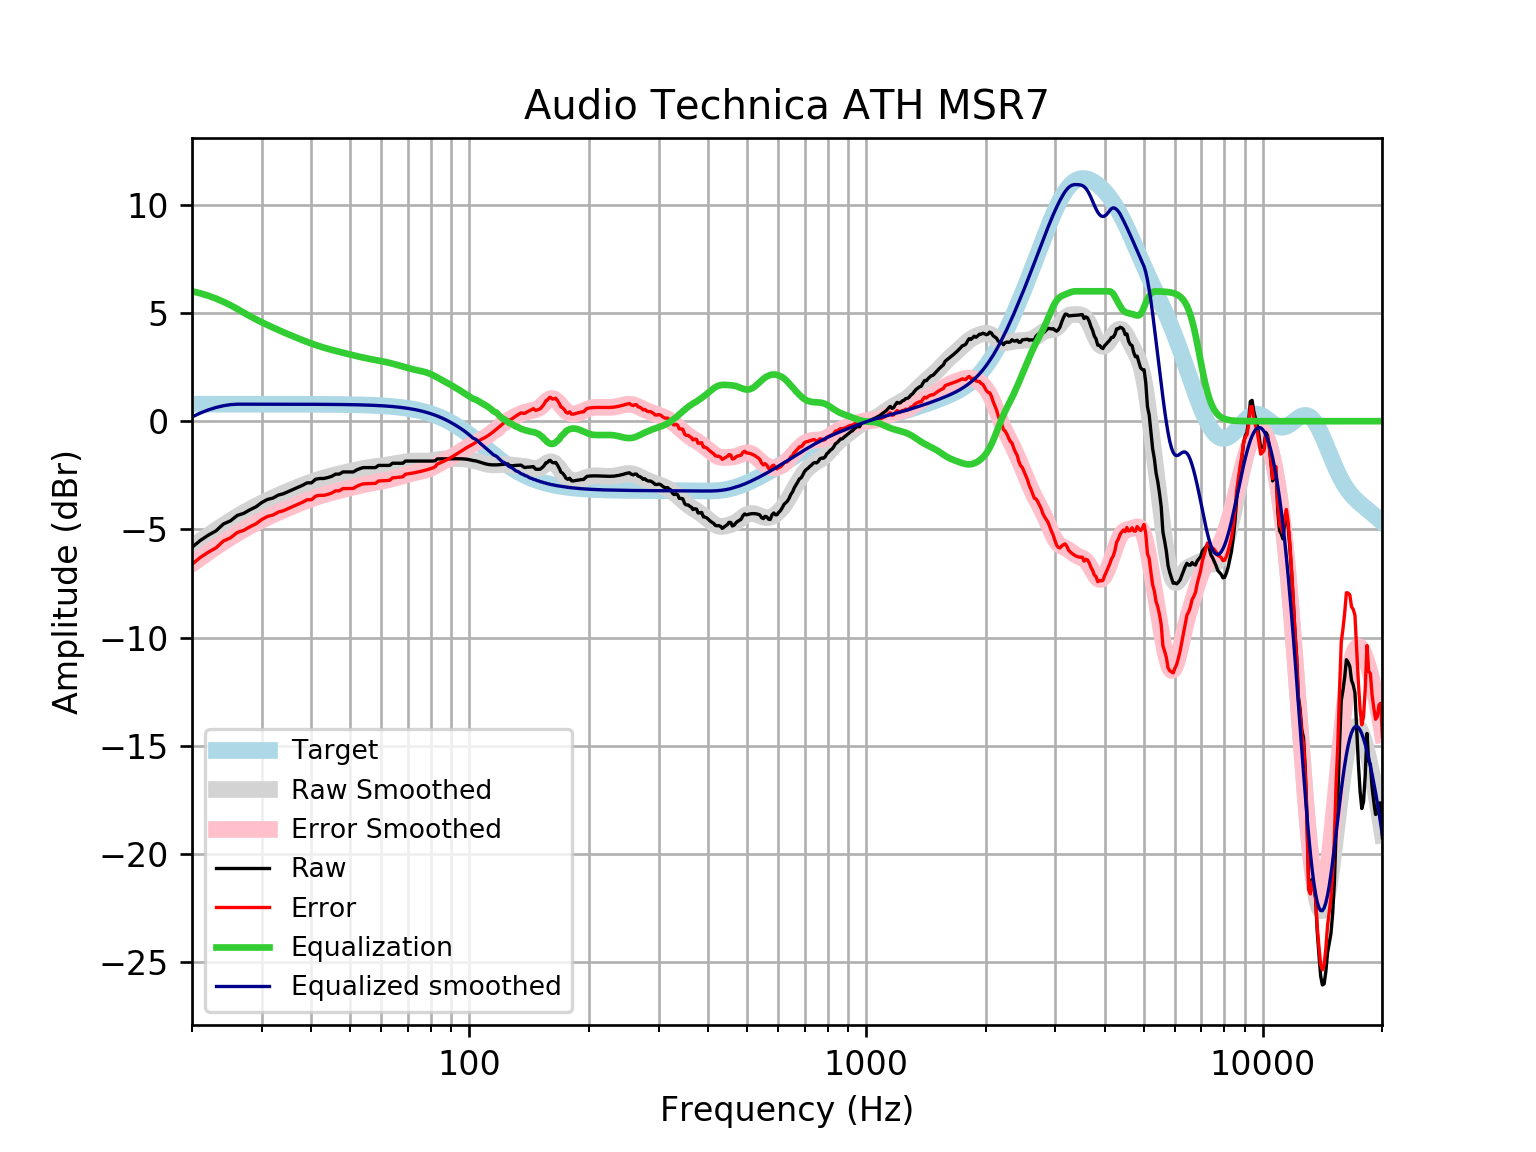 Audio Technica ATH MSR7
Amplitude (dBr)
10
5
0
−5
−10
−15
−20
−25
Target
Raw Smoothed
Error Smoothed
Raw
Error
Equalization
Equalized smoothed
100
1000
10000
Frequency (Hz)